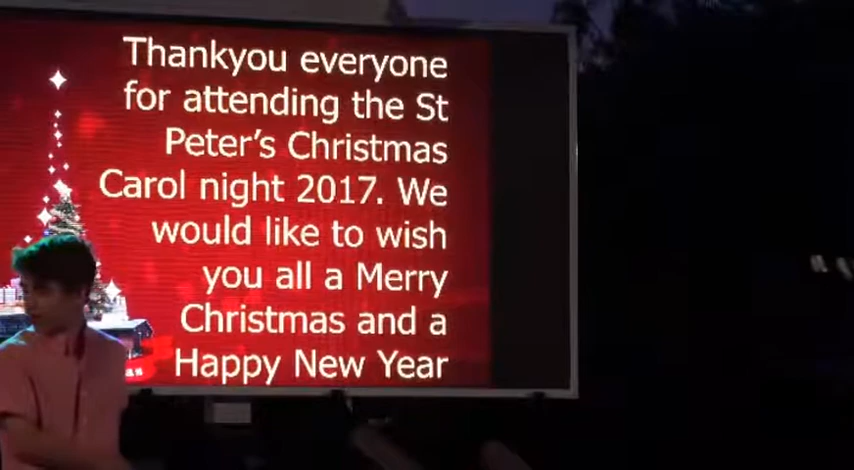 Thankyou everyone
for attending the St
Peter's Christmas
Carol night 2017. We
would like to wish
you all a Merry
Christmas and a
Happy New Year